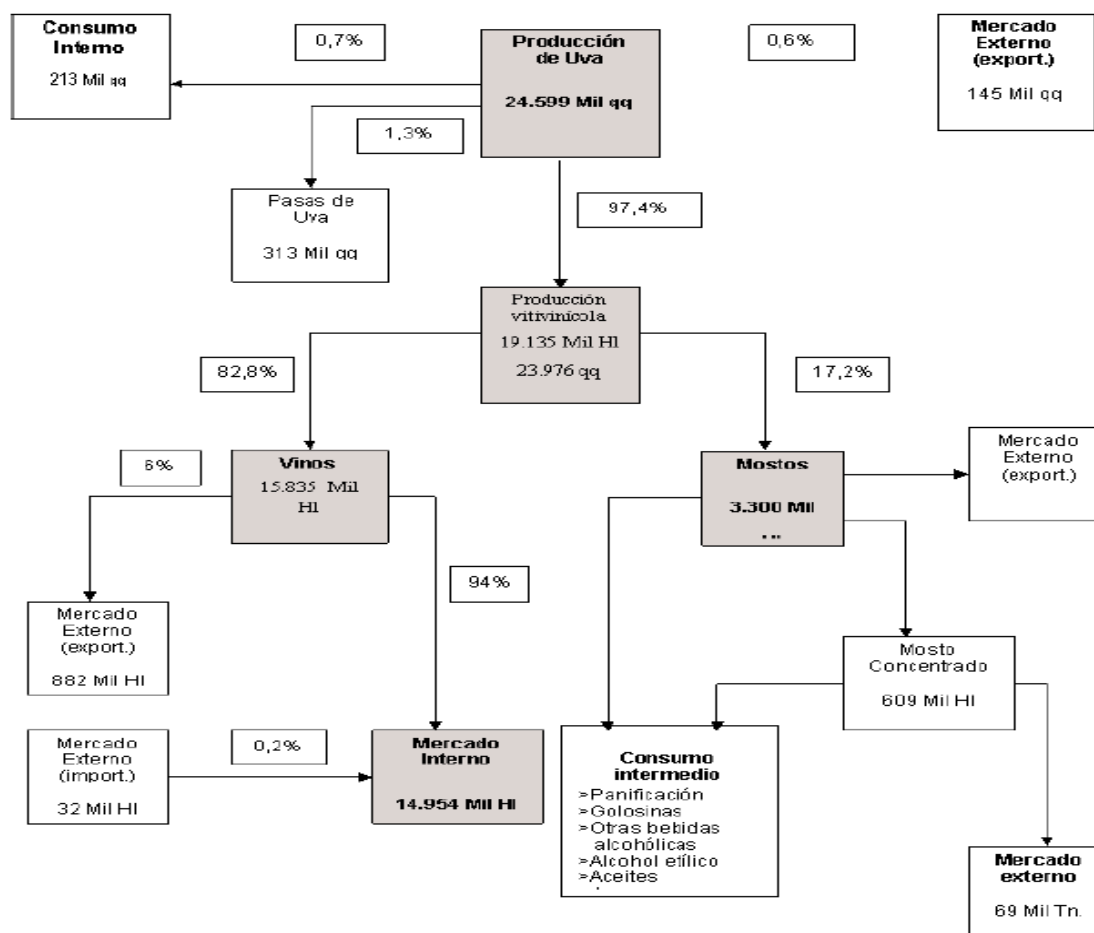 Consumo
Interno
213 Mil qq
0,7%
Producción
de Uva
24.599 Mil qq
0,6%
Mercado
Externo
(export.)
145 Mil qq
1,3%
Pasas de
Uva
313 Mil qq
97,4%
Producción
vitivinícola
19.135 Mil Hl
23.976 qq
82,8%
17,2%
6%
Vinos
15.835 Mil
Hl
Mostos
3.300 Mil
Mercado
Externo
(export.)
94%
Mercado
Externo
(export.)
882 Mil Hl
Mosto
Concentrado
609 Mil Hl
Mercado
Externo
(import.)
32 Mil Hl
0,2%
Mercado
Interno
14.954 Mil Hl
Consumo
intermedio
>Panificación
>Golosinas
>Otras bebidas
alcohólicas
>Alcohol etílico
>Aceites
Mercado
externo
69 Mil Tn.